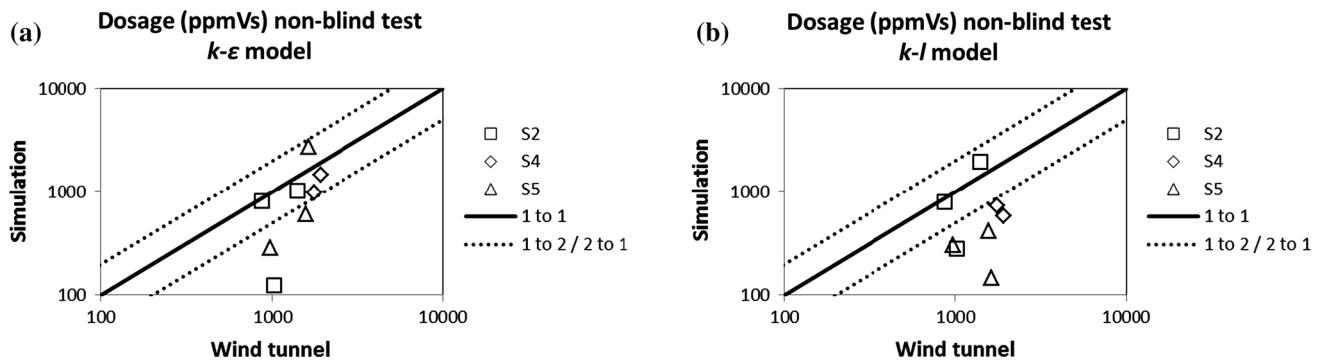 (a)
Dosage (ppmVs) non-blind test
k-ε model
Simulation
10000
1000
100
100
1000
10000
Wind tunnel
S2
S4
S5
1 to 1
1 to 2 / 2 to 1
(b)
Dosage (ppmVs) non-blind test
k-l model
Simulation
10000
1000
100
100
1000
10000
Wind tunnel
S2
S4
S5
1 to 1
1 to 2 / 2 to 1